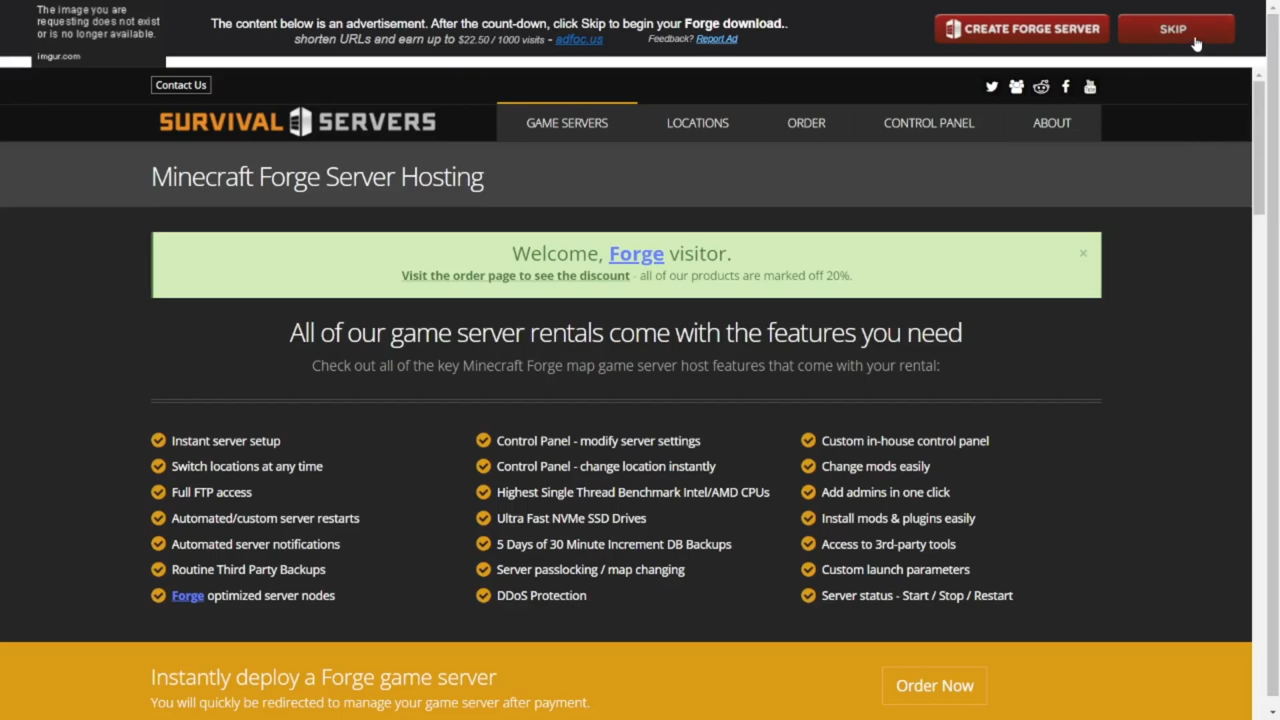 The image you are
requesting does not exist
or is no longer available.
imgur.com
The content below is an advertisement. After the count-down, click Skip to begin your Forge download..
shorten URLs and earn up to $22.50 / 1000 visits - adfoc.us Feedback? Report Ad
CREATE FORGE SERVER
SKIP
Contact Us
SURVIVAL SERVERS
GAME SERVERS LOCATIONS ORDER CONTROL PANEL ABOUT
Minecraft Forge Server Hosting
Welcome, Forge visitor.
×
Visit the order page to see the discount - all of our products are marked off 20%.
All of our game server rentals come with the features you need
Check out all of the key Minecraft Forge map game server host features that come with your rental:
Instant server setup
Switch locations at any time
Full FTP access
Automated/custom server restarts
Automated server notifications
Routine Third Party Backups
Forge optimized server nodes
Control Panel - modify server settings
Control Panel - change location instantly
Highest Single Thread Benchmark Intel/AMD CPUs
Ultra Fast NVMe SSD Drives
5 Days of 30 Minute Increment DB Backups
Server passlocking / map changing
DDoS Protection
Custom in-house control panel
Change mods easily
Add admins in one click
Install mods & plugins easily
Access to 3rd-party tools
Custom launch parameters
Server status - Start / Stop / Restart
Instantly deploy a Forge game server
You will quickly be redirected to manage your game server after payment.
Order Now